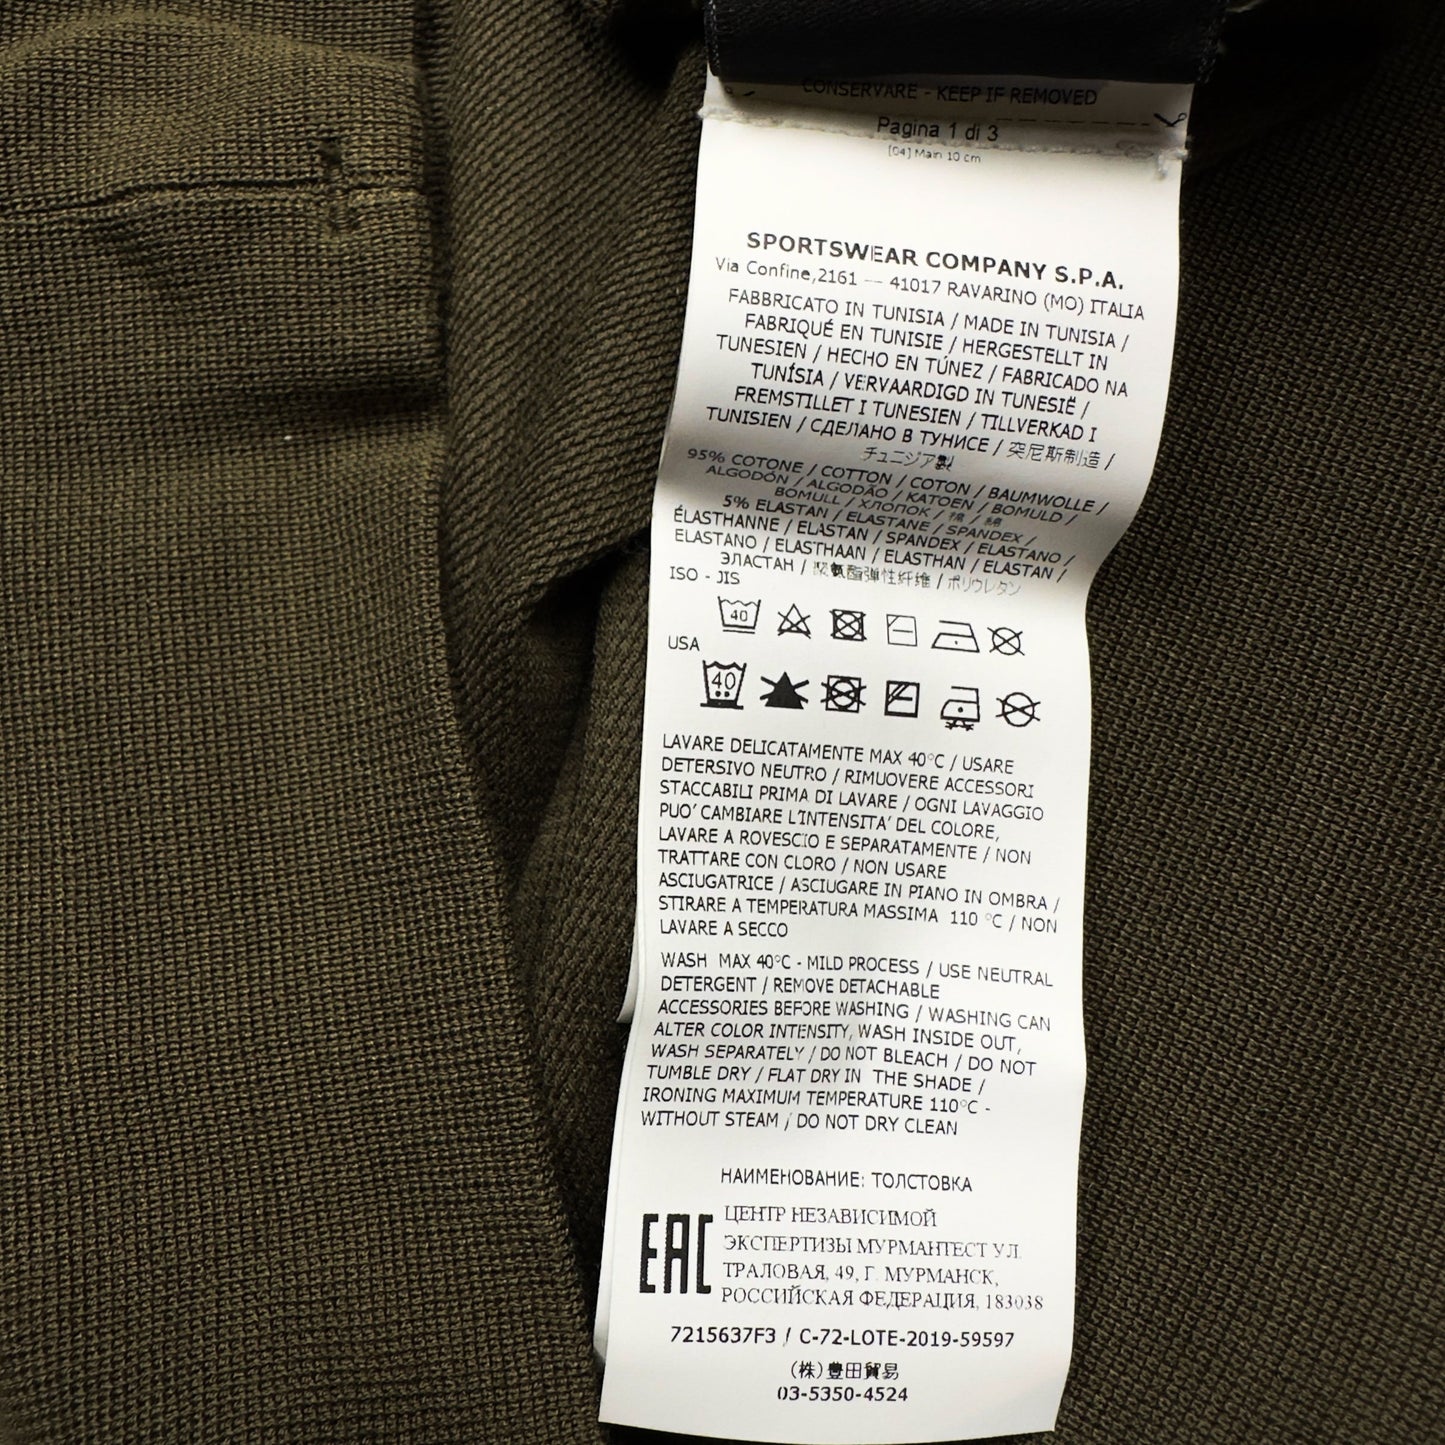 CONSERVARE - KEEP IF REMOVED
Pagina 1 di 3
[04] Main 10 cm
SPORTSWEAR COMPANY S.P.A.
Via Confine,2161 -- 41017 RAVARINO (MO) ITALIA
FABBRICATO IN TUNISIA / MADE IN TUNISIA /
FABRIQUÉ EN TUNISIE / HERGESTELLT IN
TUNESIEN / HECHO EN TÚNEZ / FABRICADO NA
TUNÍSIA / VERVAARDIGD IN TUNESIË /
FREMSTILLET I TUNESIEN / TILLVERKAD I
TUNISIEN / СДЕЛАНО В ТУНИСЕ / 突尼斯制造 /
チュニジア製
95% COTONE / COTTON / COTON / BAUMWOLLE /
ALGODÓN / ALGODÃO / KATOEN / BOMULD /
BOMULL / ХЛОПОК / 棉 / 綿
5% ELASTAN / ELASTANE / SPANDEX /
ÉLASTHANNE / ELASTAN / SPANDEX / ELASTANO /
ELASTANO / ELASTHAAN / ELASTHAN / ELASTAN /
ЭЛАСТАН / 聚氨酯弹性纤维 / ポリウレタン
ISO - JIS
40
USA
40
LAVARE DELICATAMENTE MAX 40°C / USARE
DETERSIVO NEUTRO / RIMUOVERE ACCESSORI
STACCABILI PRIMA DI LAVARE / OGNI LAVAGGIO
PUO' CAMBIARE L'INTENSITA' DEL COLORE,
LAVARE A ROVESCIO E SEPARATAMENTE / NON
TRATTARE CON CLORO / NON USARE
ASCIUGATRICE / ASCIUGARE IN PIANO IN OMBRA /
STIRARE A TEMPERATURA MASSIMA 110 °C / NON
LAVARE A SECCO
WASH MAX 40°C - MILD PROCESS / USE NEUTRAL
DETERGENT / REMOVE DETACHABLE
ACCESSORIES BEFORE WASHING / WASHING CAN
ALTER COLOR INTENSITY, WASH INSIDE OUT,
WASH SEPARATELY / DO NOT BLEACH / DO NOT
TUMBLE DRY / FLAT DRY IN THE SHADE /
IRONING MAXIMUM TEMPERATURE 110°C -
WITHOUT STEAM / DO NOT DRY CLEAN
НАИМЕНОВАНИЕ: ТОЛСТОВКА
EAC
ЦЕНТР НЕЗАВИСИМОЙ
ЭКСПЕРТИЗЫ МУРМАНТЕСТ УЛ.
ТРАЛОВАЯ, 49, Г. МУРМАНСК,
РОССИЙСКАЯ ФЕДЕРАЦИЯ, 183038
7215637F3 / C-72-LOTE-2019-59597
(株)豊田貿易
03-5350-4524